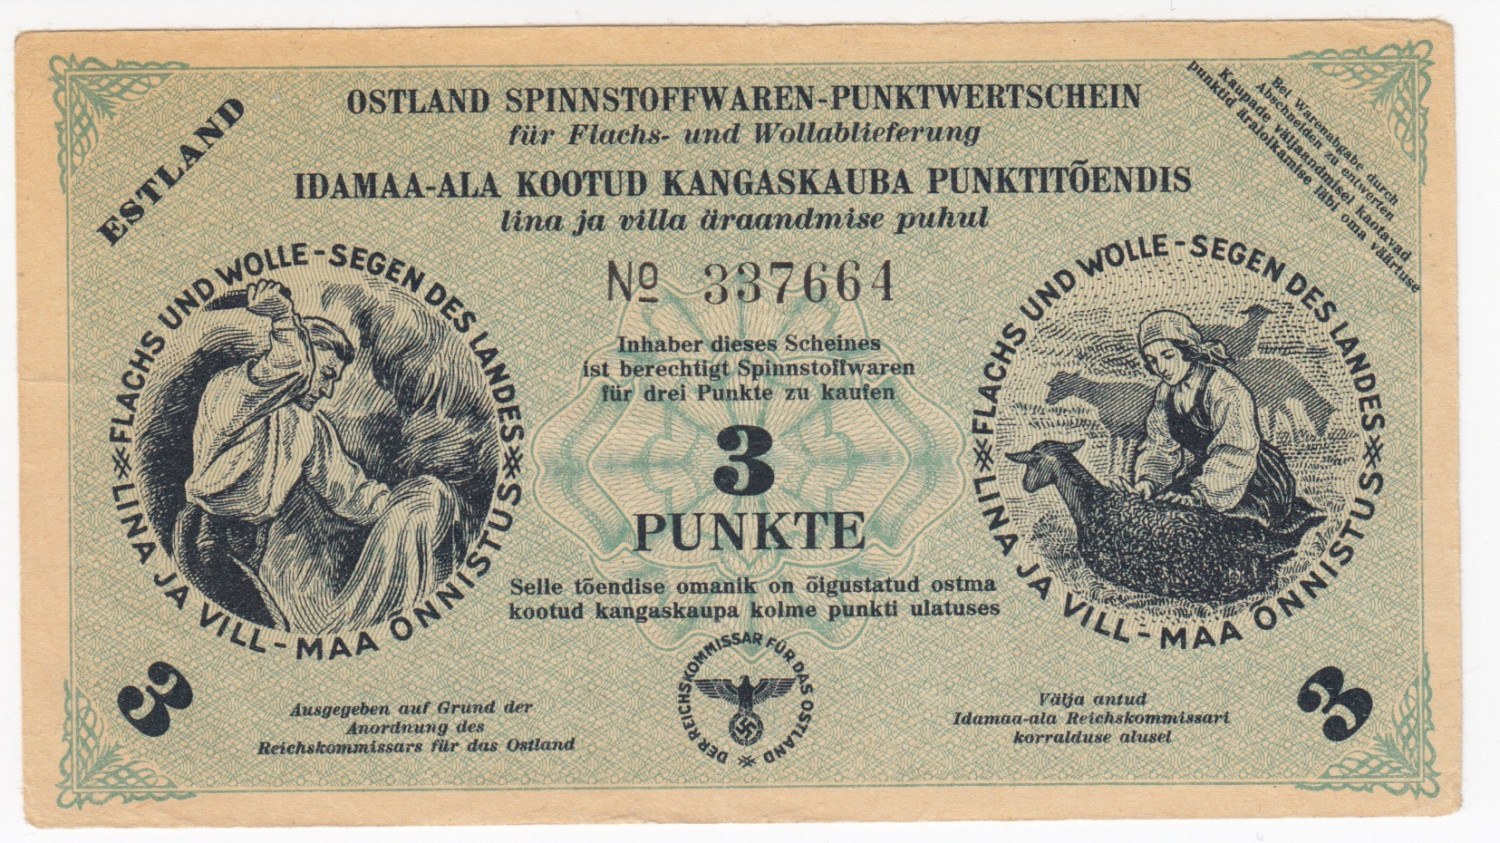 ESTLAND
OSTLAND SPINNSTOFFWAREN-PUNKTWERTSCHEIN
für Flachs- und Wollablieferung
IDAMAA-ALA KOOTUD KANGASKAUBA PUNKTITÕENDIS
lina ja villa äraandmise puhul
Bei Warenabgabe durch
Abschneiden zu entwerten
Kaupade väljaandmisel kaotavad
punktid äralõikamise läbi oma väärtuse
№ 337664
FLACHS UND WOLLE - SEGEN DES LANDES
LINA JA VILL - MAA ÕNNISTUS
Inhaber dieses Scheines
ist berechtigt Spinnstoffwaren
für drei Punkte zu kaufen
3
PUNKTE
Selle tõendise omanik on õigustatud ostma
kootud kangaskaupa kolme punkti ulatuses
FLACHS UND WOLLE - SEGEN DES LANDES
LINA JA VILL - MAA ÕNNISTUS
3
Ausgegeben auf Grund der
Anordnung des
Reichskommissars für das Ostland
DER REICHSKOMMISSAR FÜR DAS OSTLAND
Välja antud
Idamaa-ala Reichskommissari
korralduse alusel
3